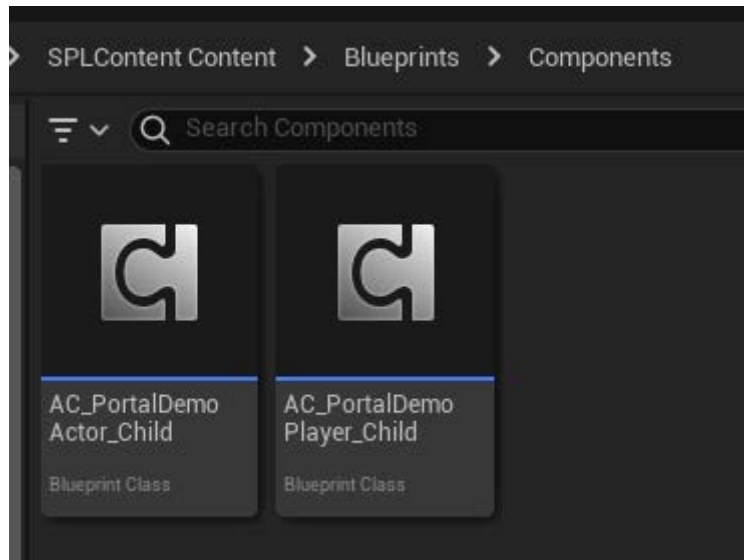 SPLContent Content > Blueprints > Components
Search Components
AC_PortalDemo
Actor_Child
Blueprint Class
AC_PortalDemo
Player_Child
Blueprint Class